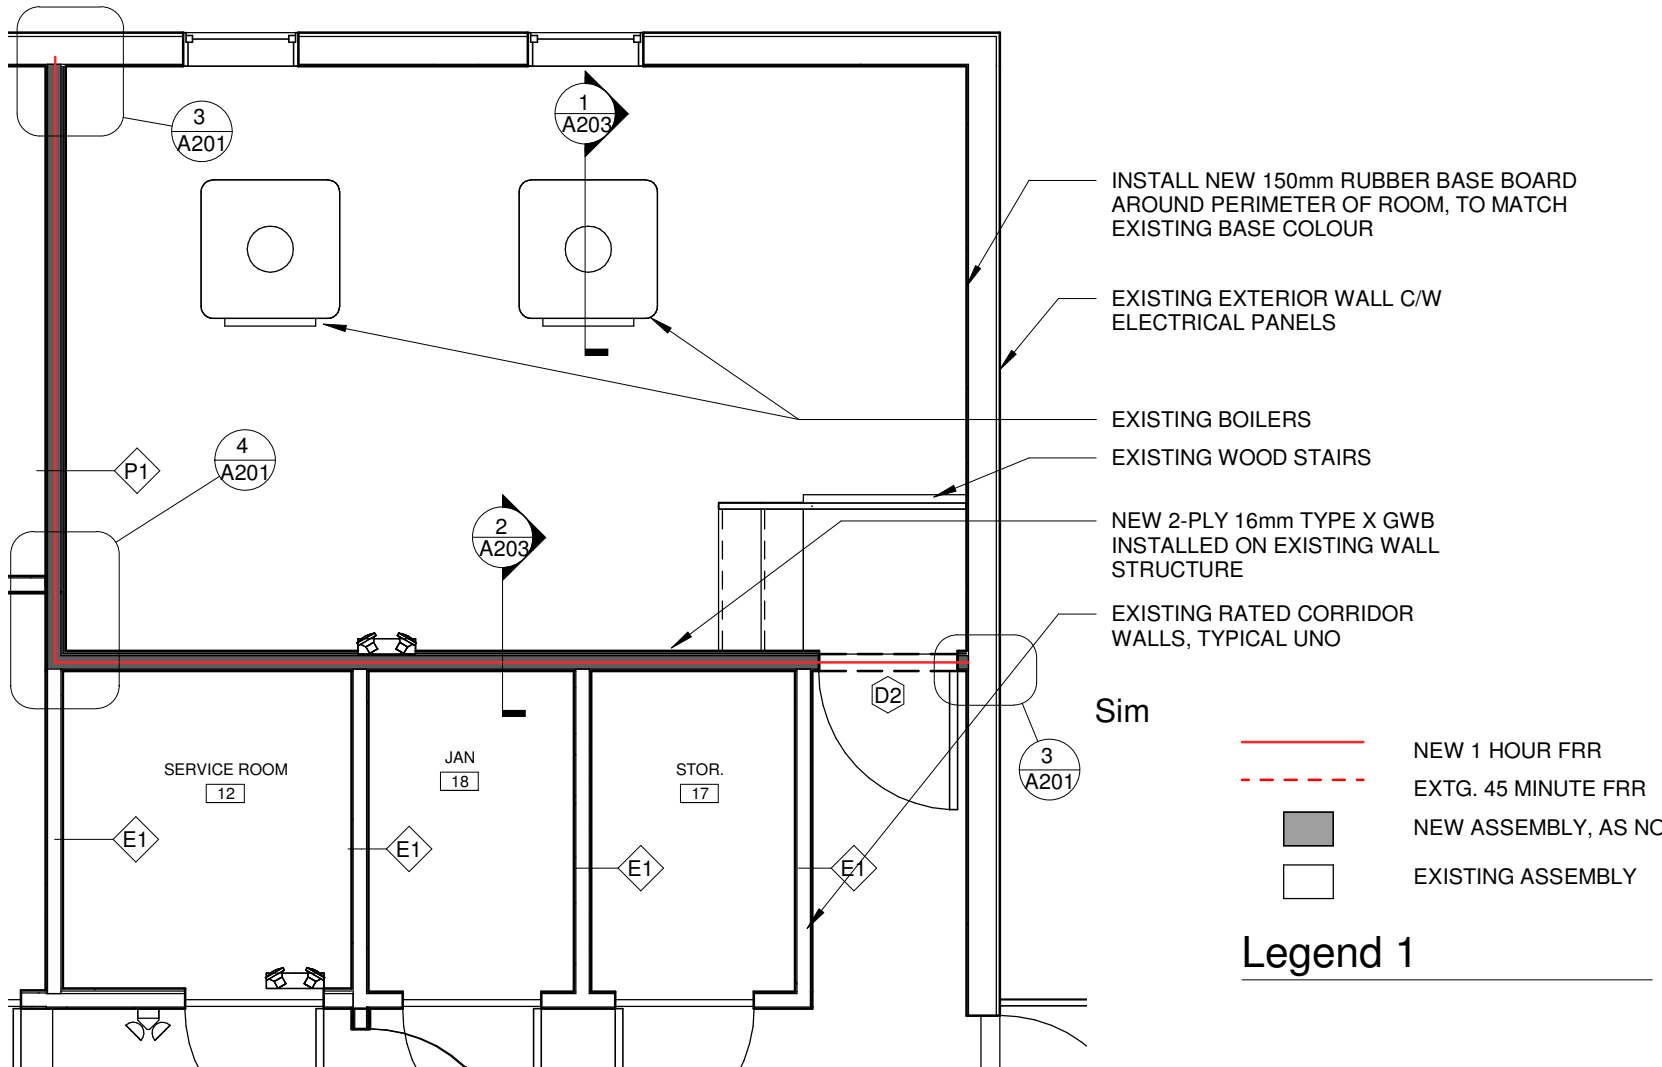 3
A201
1
A203
INSTALL NEW 150mm RUBBER BASE BOARD
AROUND PERIMETER OF ROOM, TO MATCH
EXISTING BASE COLOUR
EXISTING EXTERIOR WALL C/W
ELECTRICAL PANELS
EXISTING BOILERS
EXISTING WOOD STAIRS
P1
4
A201
2
A203
NEW 2-PLY 16mm TYPE X GWB
INSTALLED ON EXISTING WALL
STRUCTURE
EXISTING RATED CORRIDOR
WALLS, TYPICAL UNO
D2
Sim
3
A201
SERVICE ROOM
12
JAN
18
STOR.
17
E1
E1
E1
E1
NEW 1 HOUR FRR
EXTG. 45 MINUTE FRR
NEW ASSEMBLY, AS NO
EXISTING ASSEMBLY
Legend 1